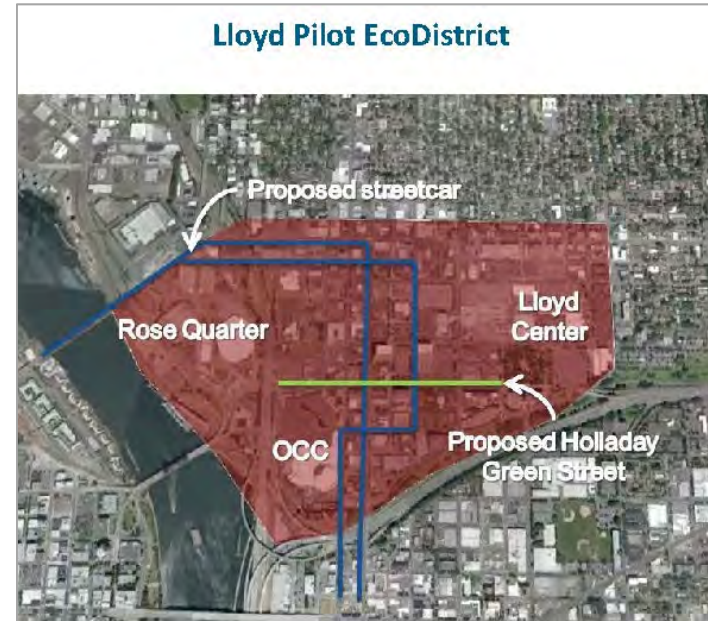 Lloyd Pilot EcoDistrict
Proposed streetcar
Rose Quarter
Lloyd
Center
OCC
Proposed Holladay
Green Street